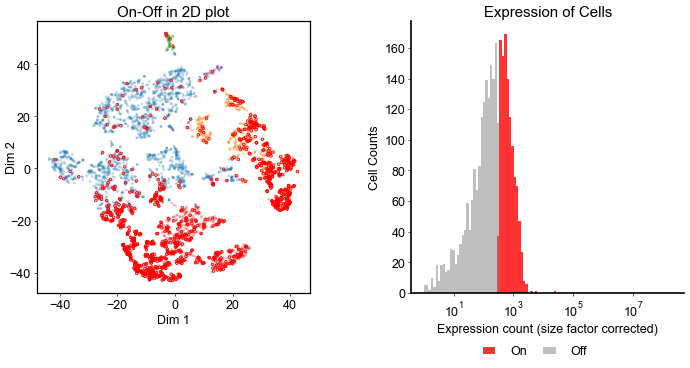 On-Off in 2D plot
Dim 2
40
20
0
−20
−40
−40 −20 0 20 40
Dim 1
Expression of Cells
Cell Counts
160
140
120
100
80
60
40
20
0
10^1 10^3 10^5 10^7
Expression count (size factor corrected)
On Off